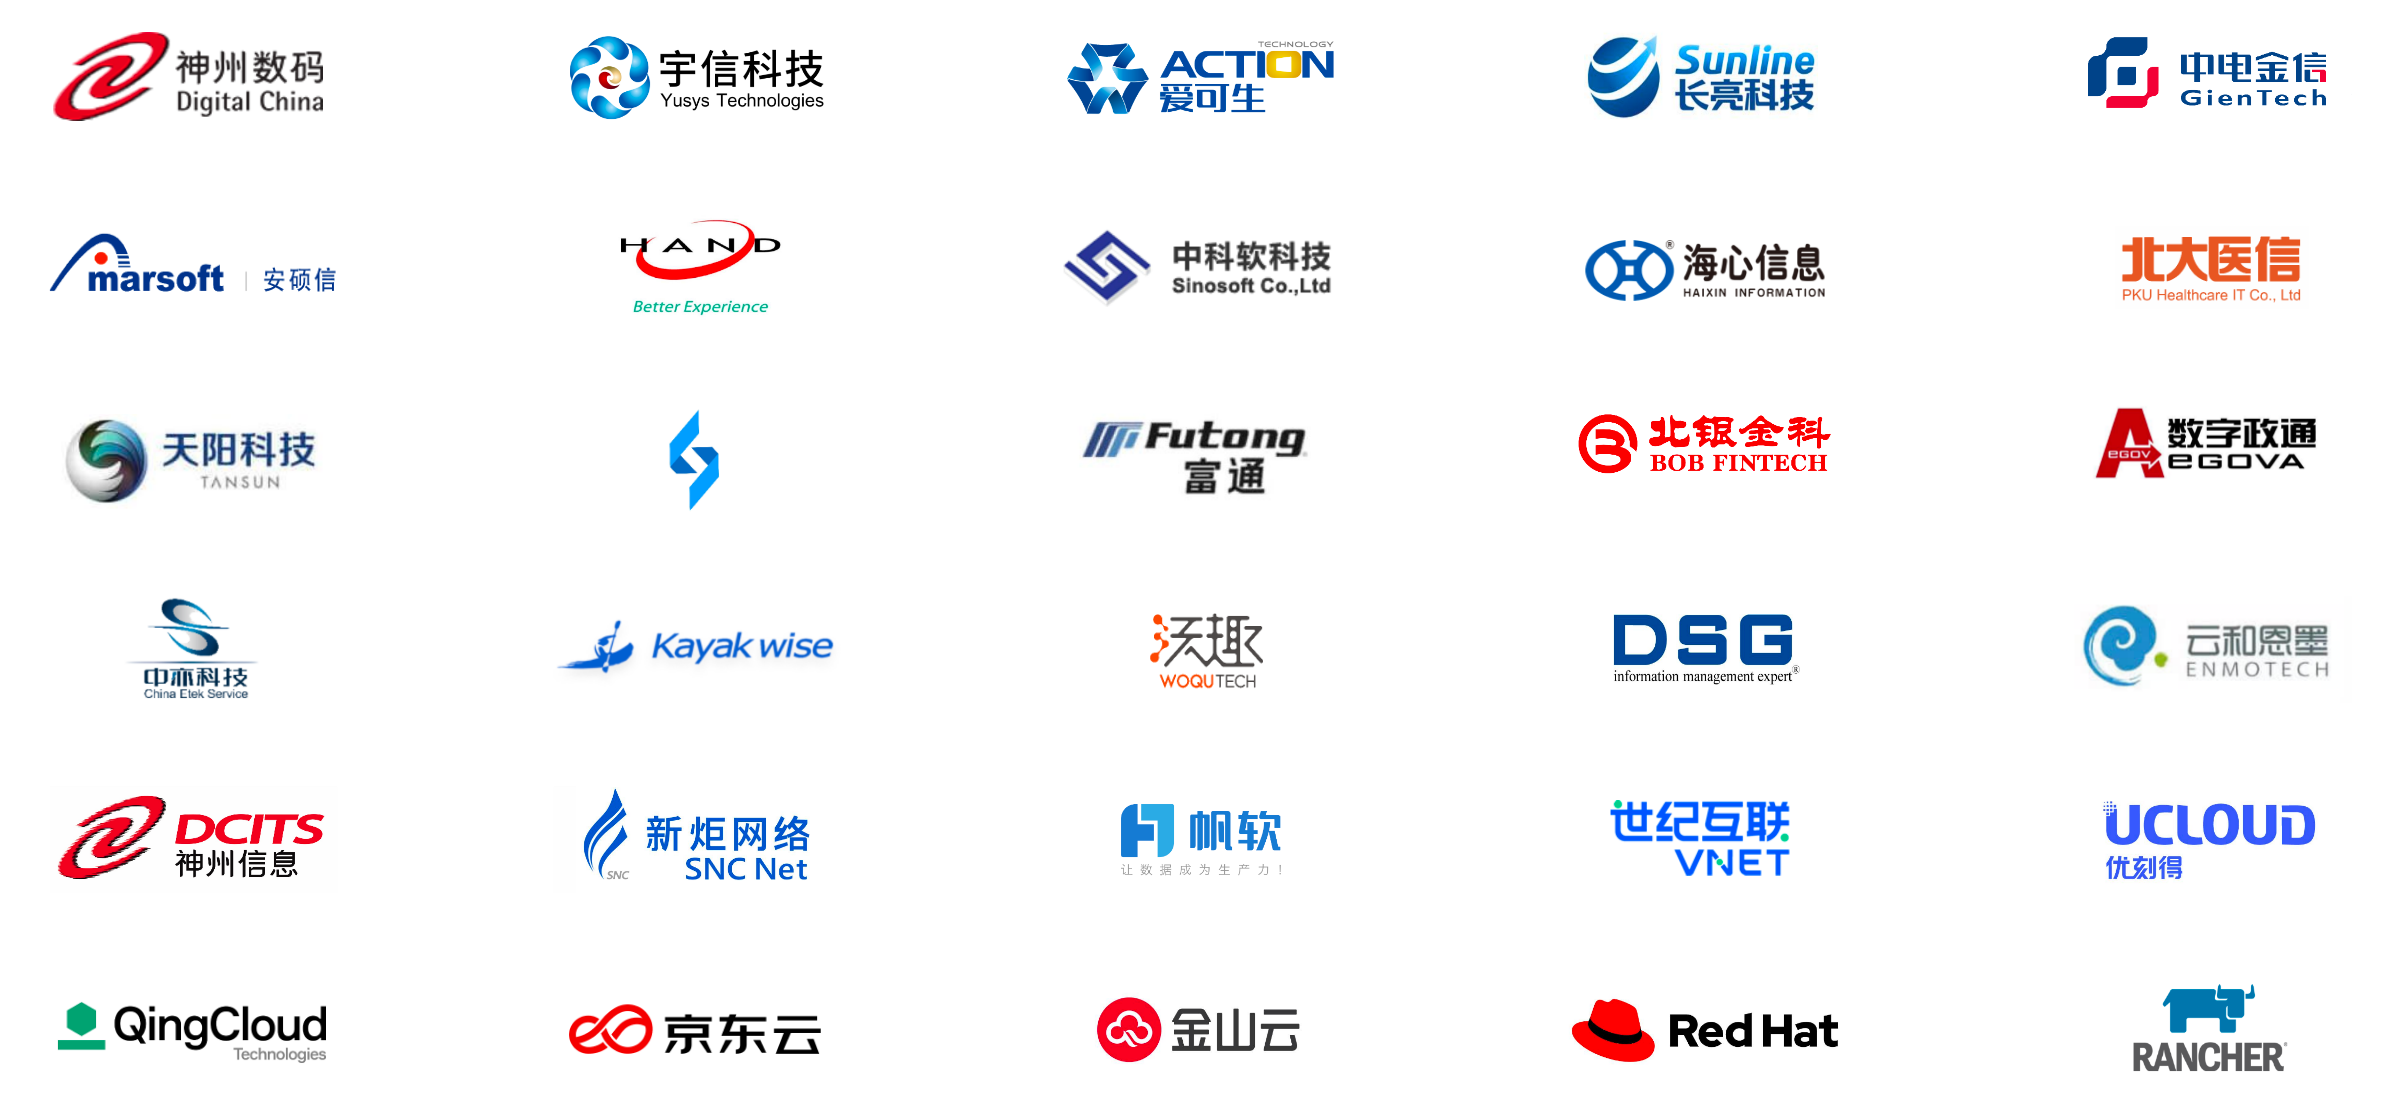 神州数码
Digital China
宇信科技
Yusys Technologies
TECHNOLOGY
ACTION
爱可生
Sunline
长亮科技
中电金信
GienTech
marsoft | 安硕信
HAND
Better Experience
中科软科技
Sinosoft Co.,Ltd
®
海心信息
HAIXIN INFORMATION
北大医信
PKU Healthcare IT Co., Ltd
天阳科技
TANSUN
Futong
富通
北银金科
BOB FINTECH
数字政通
eGOV
eGOVA
中亦科技
China Etek Service
Kayak wise
沃趣
WOQUTECH
DSG
information management expert®
云和恩墨
ENMOTECH
DCITS
神州信息
新炬网络
SNC Net
SNC
帆软
让数据成为生产力!
世纪互联
VNET
UCLOUD
优刻得
QingCloud
Technologies
京东云
金山云
Red Hat
RANCHER®